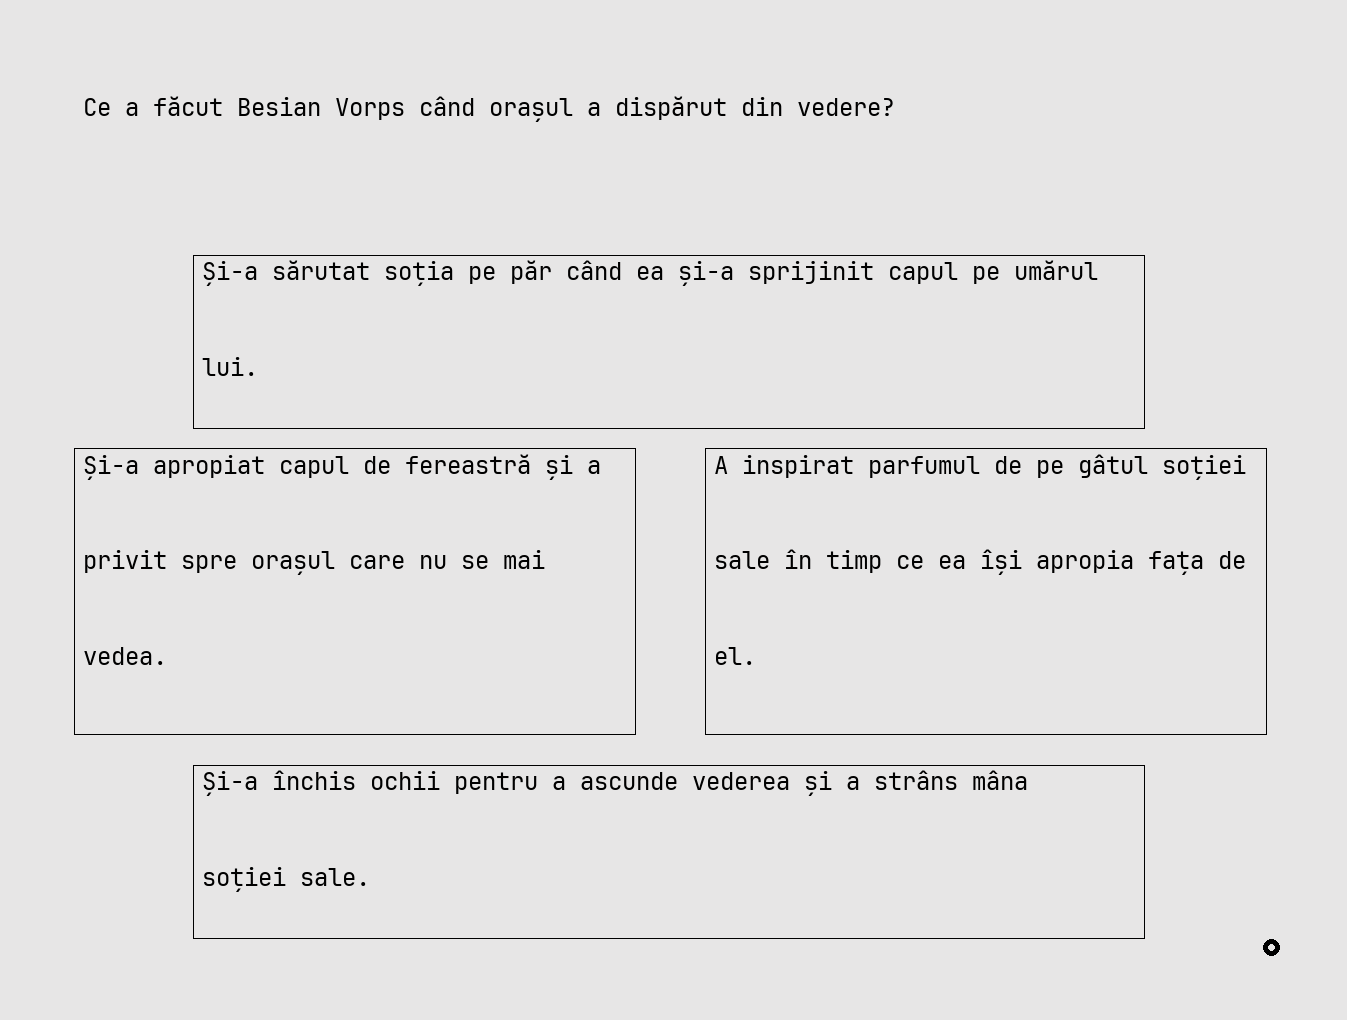 Ce a făcut Besian Vorps când orașul a dispărut din vedere?
Și-a sărutat soția pe păr când ea și-a sprijinit capul pe umărul
lui.
Și-a apropiat capul de fereastră și a
privit spre orașul care nu se mai
vedea.
A inspirat parfumul de pe gâtul soției
sale în timp ce ea își apropia fața de
el.
Și-a închis ochii pentru a ascunde vederea și a strâns mâna
soției sale.